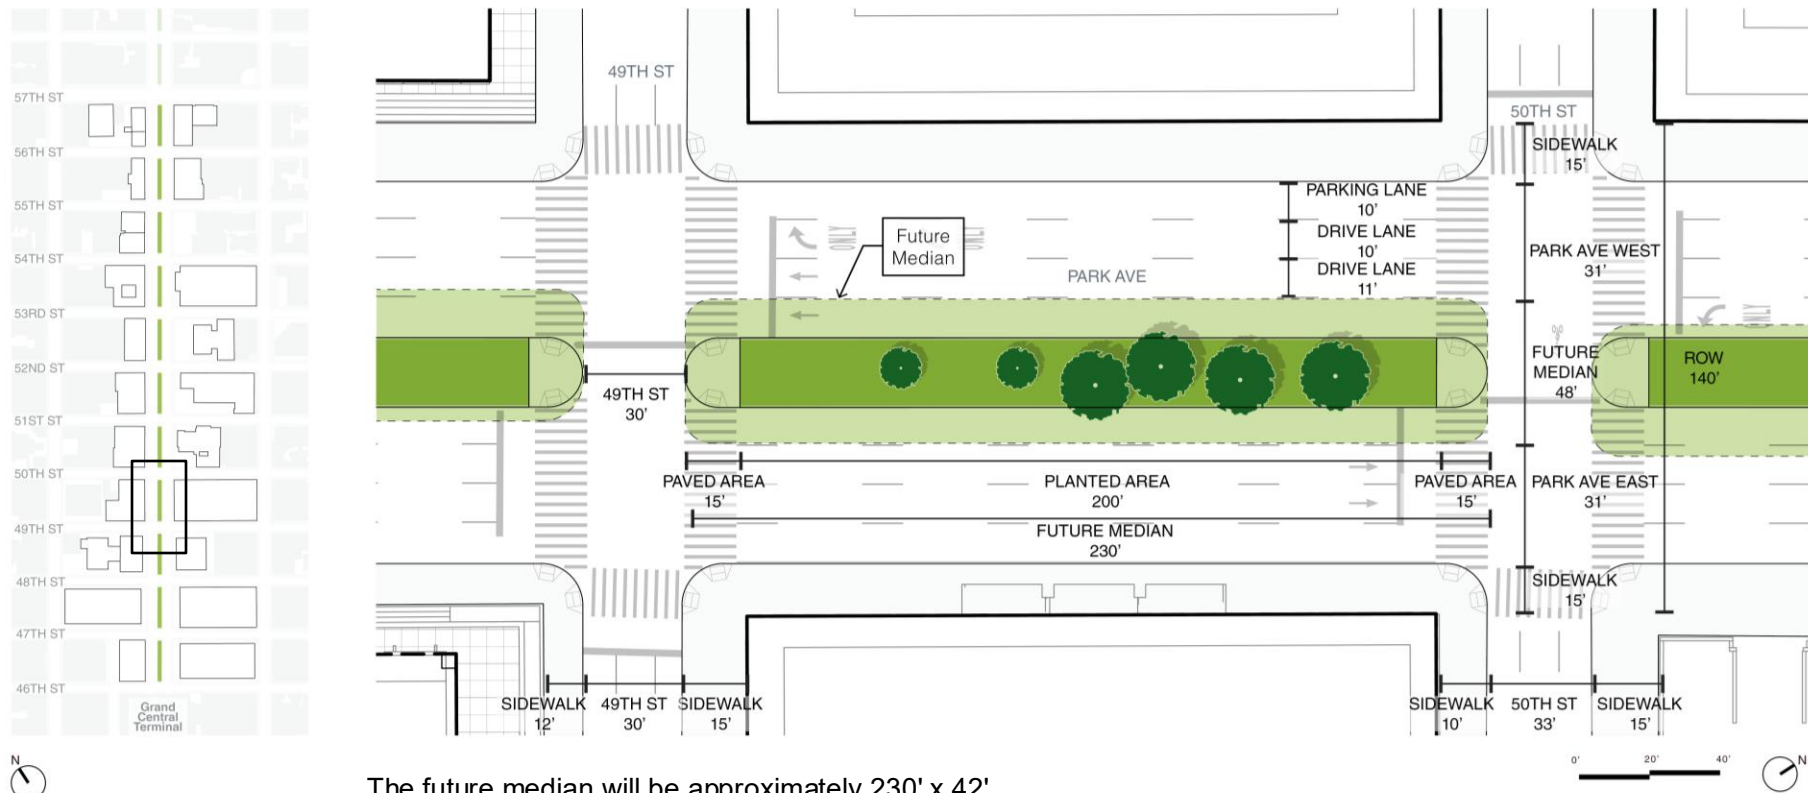 57TH ST
56TH ST
55TH ST
54TH ST
53RD ST
52ND ST
51ST ST
50TH ST
49TH ST
48TH ST
47TH ST
46TH ST
Grand
Central
Terminal
N
49TH ST
50TH ST
SIDEWALK
15'
PARKING LANE
10'
DRIVE LANE
10'
DRIVE LANE
11'
ONLY
ONLY
Future
Median
PARK AVE
PARK AVE WEST
31'
ONLY
49TH ST
30'
FUTURE
MEDIAN
48'
ROW
140'
PAVED AREA
15'
PLANTED AREA
200'
PAVED AREA
15'
PARK AVE EAST
31'
FUTURE MEDIAN
230'
SIDEWALK
15'
SIDEWALK
12'
49TH ST
30'
SIDEWALK
15'
SIDEWALK
10'
50TH ST
33'
SIDEWALK
15'
0'
20'
40'
N
The future median will be approximately 230' x 42'